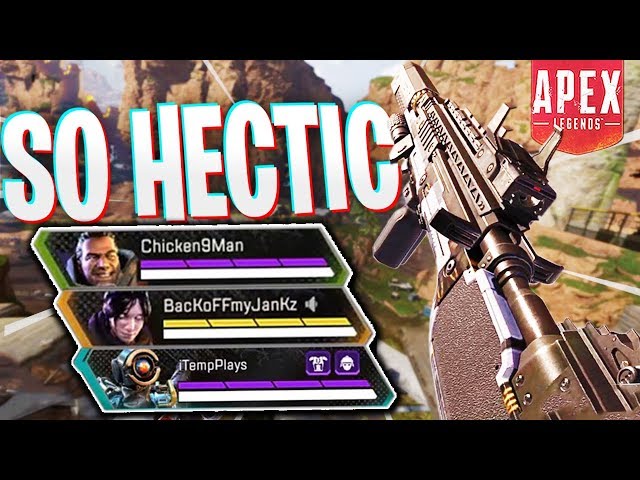 SO HECTIC
APEX
LEGENDS
Chicken9Man
BacKoFFmyJanKz
iTempPlays